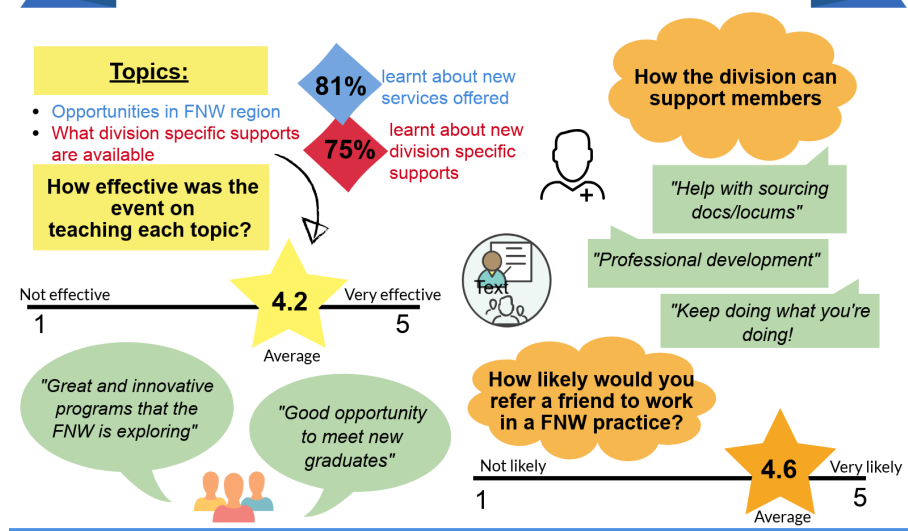 Topics:
Opportunities in FNW region
What division specific supports
are available
81%
learnt about new
services offered
75%
learnt about new
division specific
supports
How effective was the
event on
teaching each topic?
Not effective
Very effective
1
4.2
5
Average
"Great and innovative
programs that the
FNW is exploring"
"Good opportunity
to meet new
graduates"
How the division can
support members
"Help with sourcing
docs/locums"
"Professional development"
"Keep doing what you're
doing!
Text
How likely would you
refer a friend to work
in a FNW practice?
Not likely
Very likely
1
4.6
5
Average